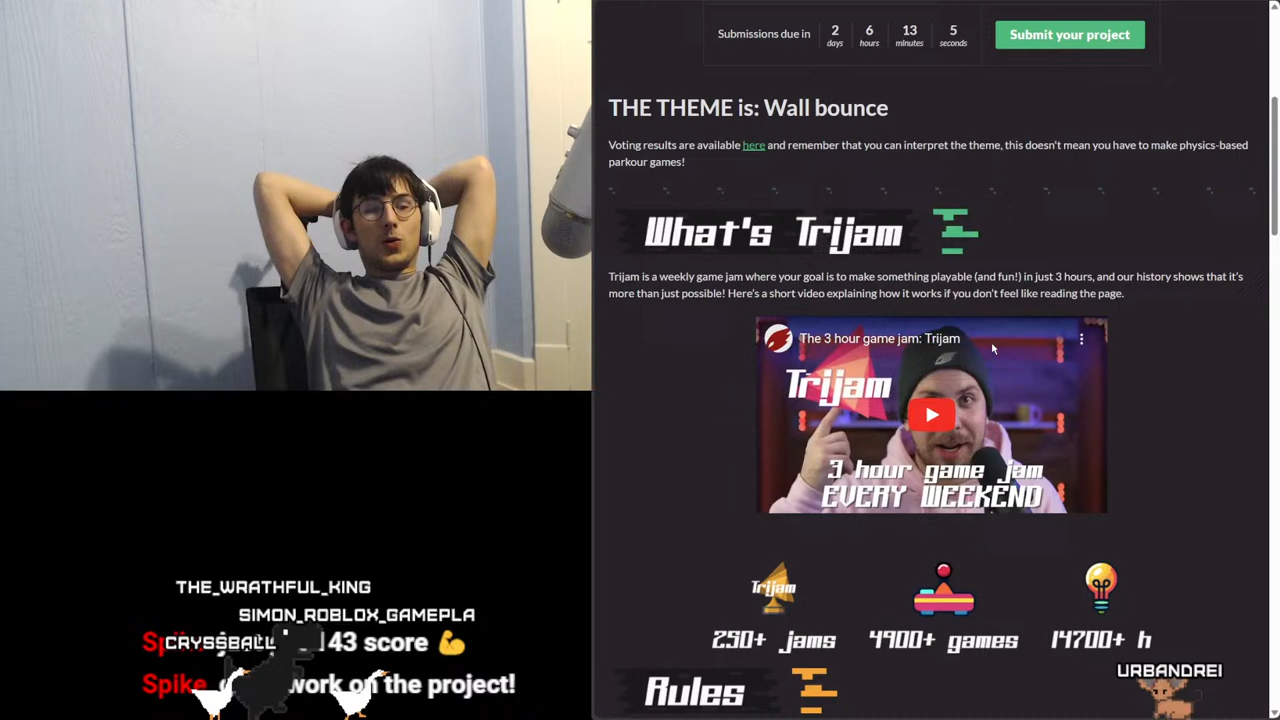 Submissions due in
2 days
6 hours
13 minutes
5 seconds
Submit your project
THE THEME is: Wall bounce
Voting results are available here and remember that you can interpret the theme, this doesn't mean you have to make physics-based
parkour games!
What's Trijam
Trijam is a weekly game jam where your goal is to make something playable (and fun!) in just 3 hours, and our history shows that it's
more than just possible! Here's a short video explaining how it works if you don't feel like reading the page.
The 3 hour game jam: Trijam
Trijam
3 hour game jam
EVERY WEEKEND
Trijam
250+ jams
4900+ games
14700+ h
Rules
URBANDREI
THE_WRATHFUL_KING
SIMON_ROBLOX_GAMEPLA
CRYSSBALL
43 score 💪
Spike
work on the project!